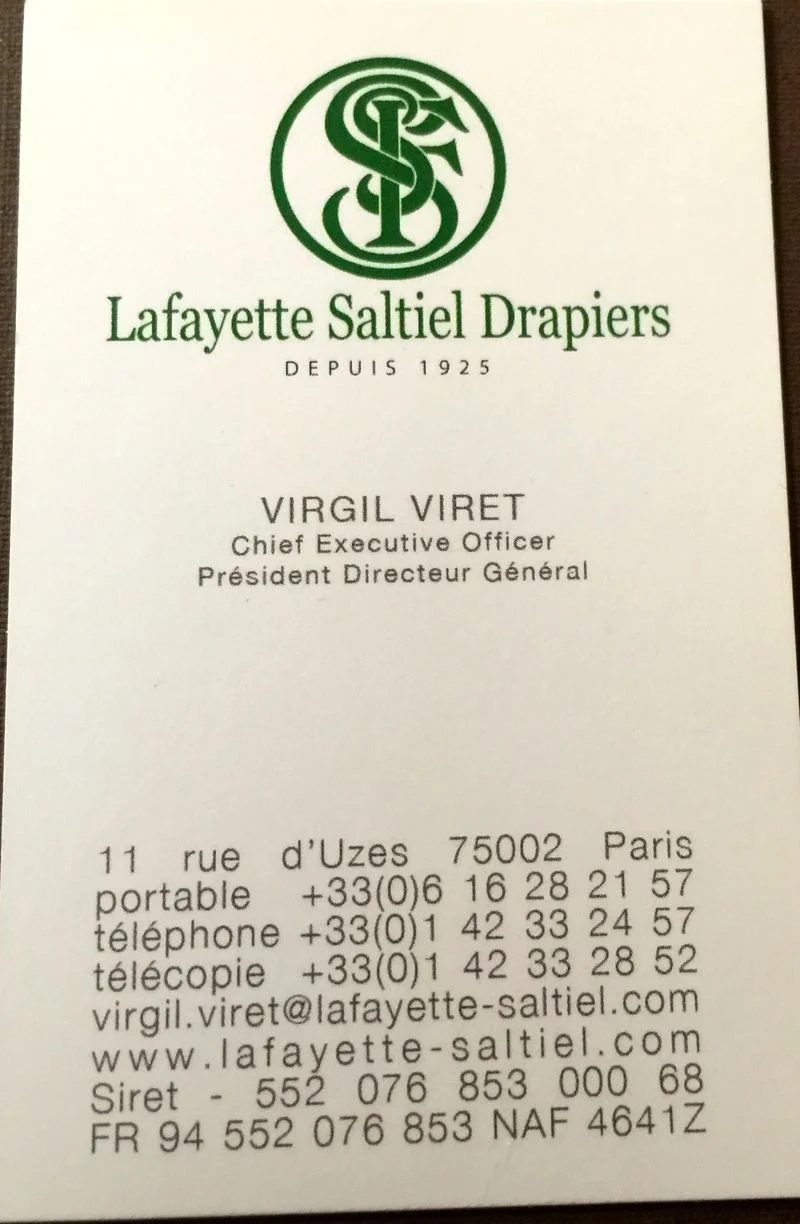 Lafayette Saltiel Drapiers
DEPUIS 1925
VIRGIL VIRET
Chief Executive Officer
Président Directeur Général
11 rue d'Uzes 75002 Paris
portable +33(0)6 16 28 21 57
téléphone +33(0)1 42 33 24 57
télécopie +33(0)1 42 33 28 52
virgil.viret@lafayette-saltiel.com
www.lafayette-saltiel.com
Siret - 552 076 853 000 68
FR 94 552 076 853 NAF 4641Z